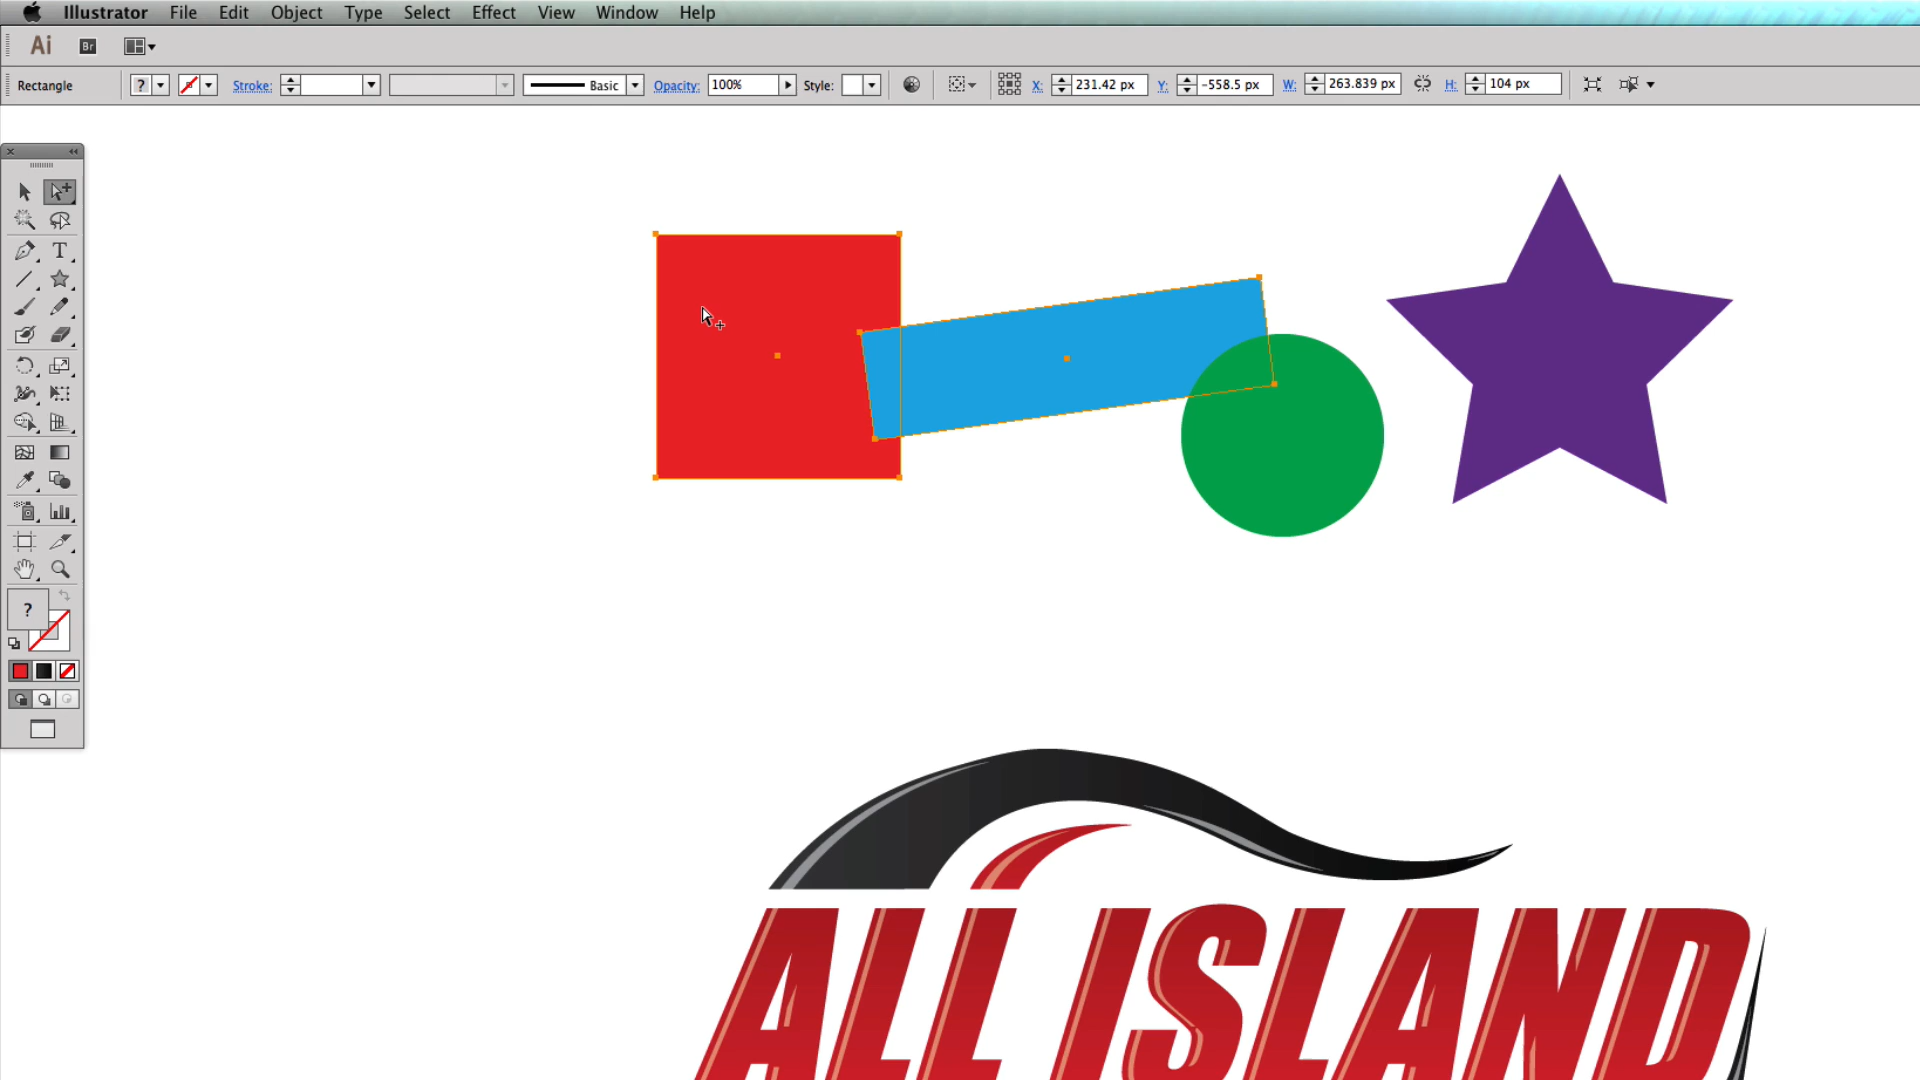 Illustrator File Edit Object Type Select Effect View Window Help
Ai Br
Rectangle ? Stroke: Basic Opacity: 100% Style: X: 231.42 px Y: -558.5 px W: 263.839 px H: 104 px
T
?
ALL ISLAND